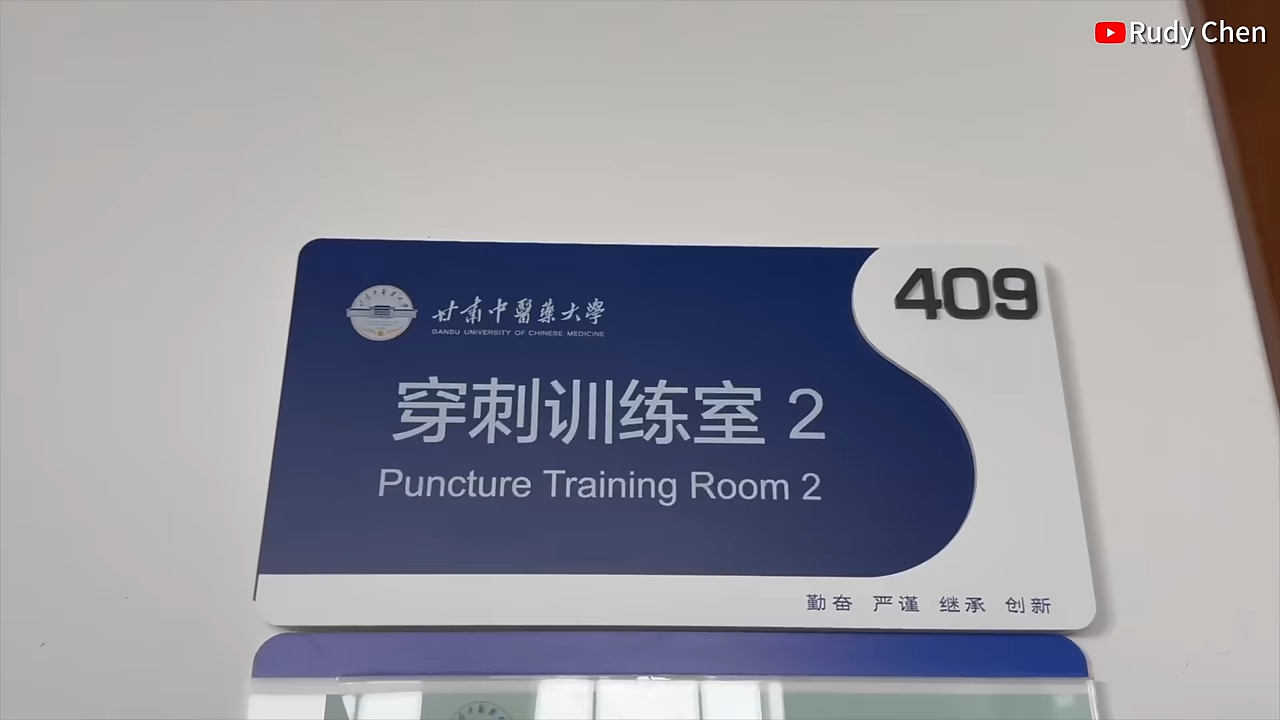 Rudy Chen
409
甘肅中醫藥大學
GANSU UNIVERSITY OF CHINESE MEDICINE
穿刺训练室 2
Puncture Training Room 2
勤奋 严谨 继承 创新